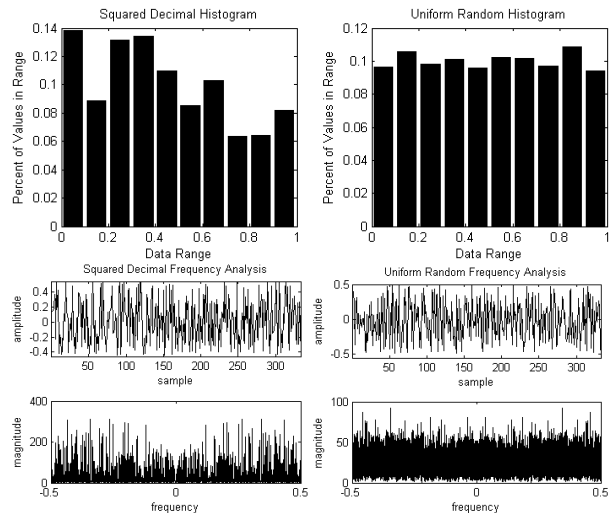 Squared Decimal Histogram
Percent of Values in Range
0.14
0.12
0.1
0.08
0.06
0.04
0.02
0
0 0.2 0.4 0.6 0.8 1
Data Range
Uniform Random Histogram
Percent of Values in Range
0.12
0.1
0.08
0.06
0.04
0.02
0
0 0.2 0.4 0.6 0.8 1
Data Range
Squared Decimal Frequency Analysis
amplitude
0.4
0.2
0
-0.2
-0.4
50 100 150 200 250 300
sample
Uniform Random Frequency Analysis
amplitude
0.5
0
-0.5
50 100 150 200 250 300
sample
magnitude
400
200
0
-0.5 0 0.5
frequency
magnitude
100
50
0
-0.5 0 0.5
frequency